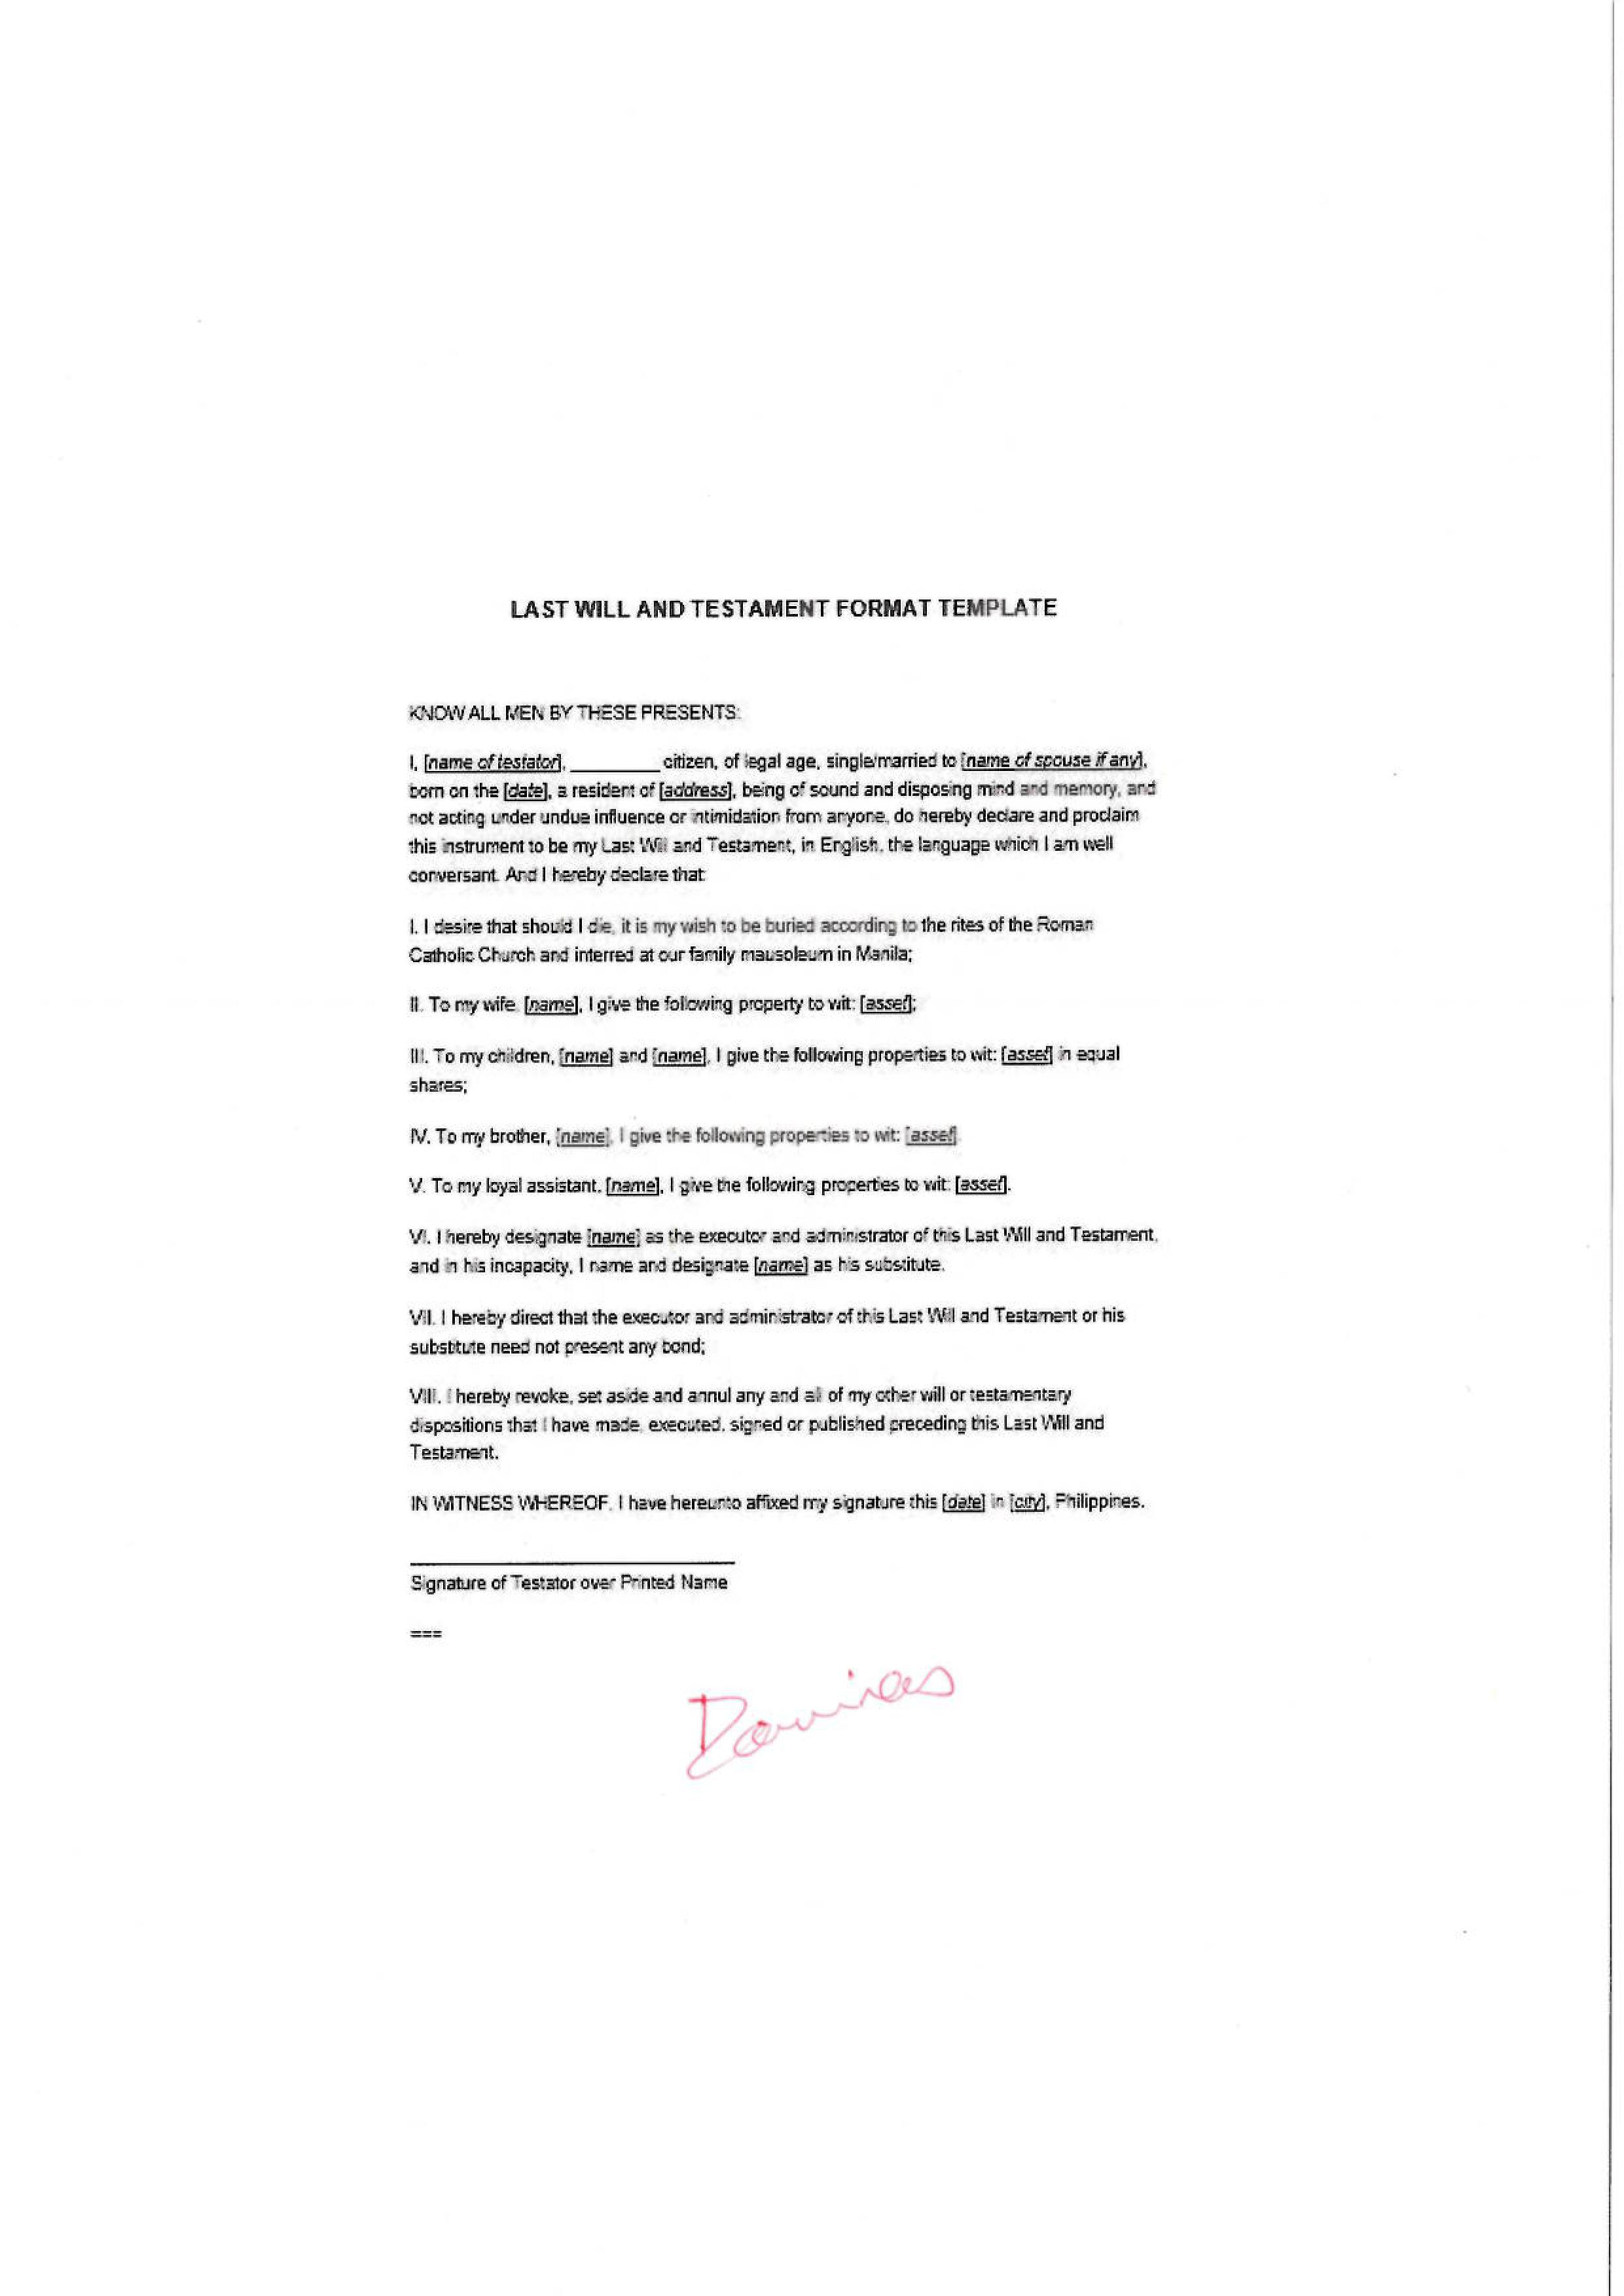 LAST WILL AND TESTAMENT FORMAT TEMPLATE
KNOW ALL MEN BY THESE PRESENTS:
I, [name of testator], _________ citizen, of legal age, single/married to [name of spouse if any],
born on the [date], a resident of [address], being of sound and disposing mind and memory, and
not acting under undue influence or intimidation from anyone, do hereby declare and proclaim
this instrument to be my Last Will and Testament, in English, the language which I am well
conversant. And I hereby declare that:
I. I desire that should I die, it is my wish to be buried according to the rites of the Roman
Catholic Church and interred at our family mausoleum in Manila;
II. To my wife, [name], I give the following property to wit: [asset];
III. To my children, [name] and [name], I give the following properties to wit: [asset] in equal
shares;
IV. To my brother, [name], I give the following properties to wit: [asset].
V. To my loyal assistant, [name], I give the following properties to wit: [asset].
VI. I hereby designate [name] as the executor and administrator of this Last Will and Testament,
and in his incapacity, I name and designate [name] as his substitute.
VII. I hereby direct that the executor and administrator of this Last Will and Testament or his
substitute need not present any bond;
VIII. I hereby revoke, set aside and annul any and all of my other will or testamentary
dispositions that I have made, executed, signed or published preceding this Last Will and
Testament.
IN WITNESS WHEREOF, I have hereunto affixed my signature this [date] in [city], Philippines.
Signature of Testator over Printed Name
===